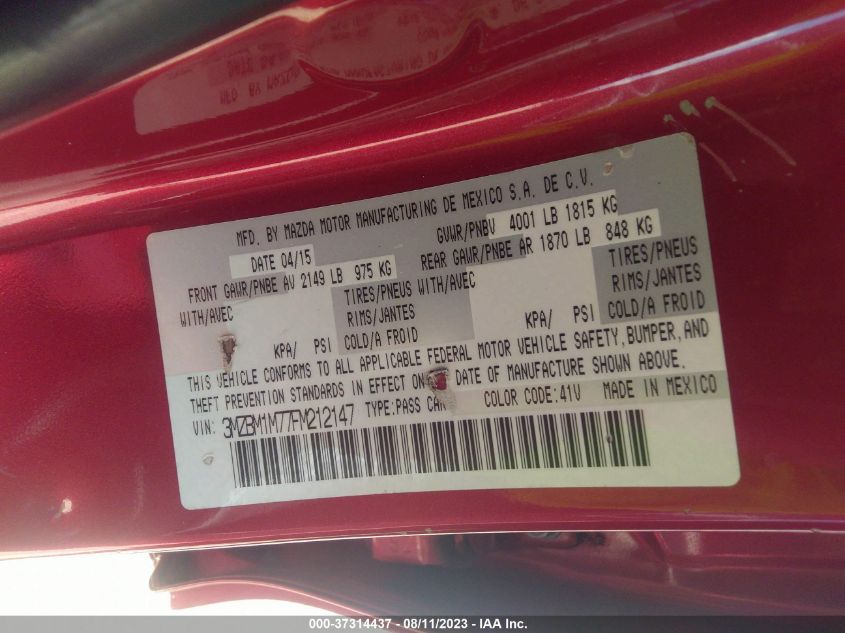 MFD. BY MAZDA MOTOR MANUFACTURING DE MEXICO S.A. DE C.V.
DATE 04/15 GVWR/PNBV 4001 LB 1815 KG
FRONT GAWR/PNBE AV 2149 LB 975 KG REAR GAWR/PNBE AR 1870 LB 848 KG
WITH/AVEC TIRES/PNEUS WITH/AVEC TIRES/PNEUS
RIMS/JANTES RIMS/JANTES
KPA/ PSI COLD/A FROID KPA/ PSI COLD/A FROID
THIS VEHICLE CONFORMS TO ALL APPLICABLE FEDERAL MOTOR VEHICLE SAFETY, BUMPER, AND
THEFT PREVENTION STANDARDS IN EFFECT ON DATE OF MANUFACTURE SHOWN ABOVE.
VIN: 3MZBM1M77FM212147 TYPE: PASS CAR COLOR CODE: 41V MADE IN MEXICO
000-37314437 - 08/11/2023 - IAA Inc.